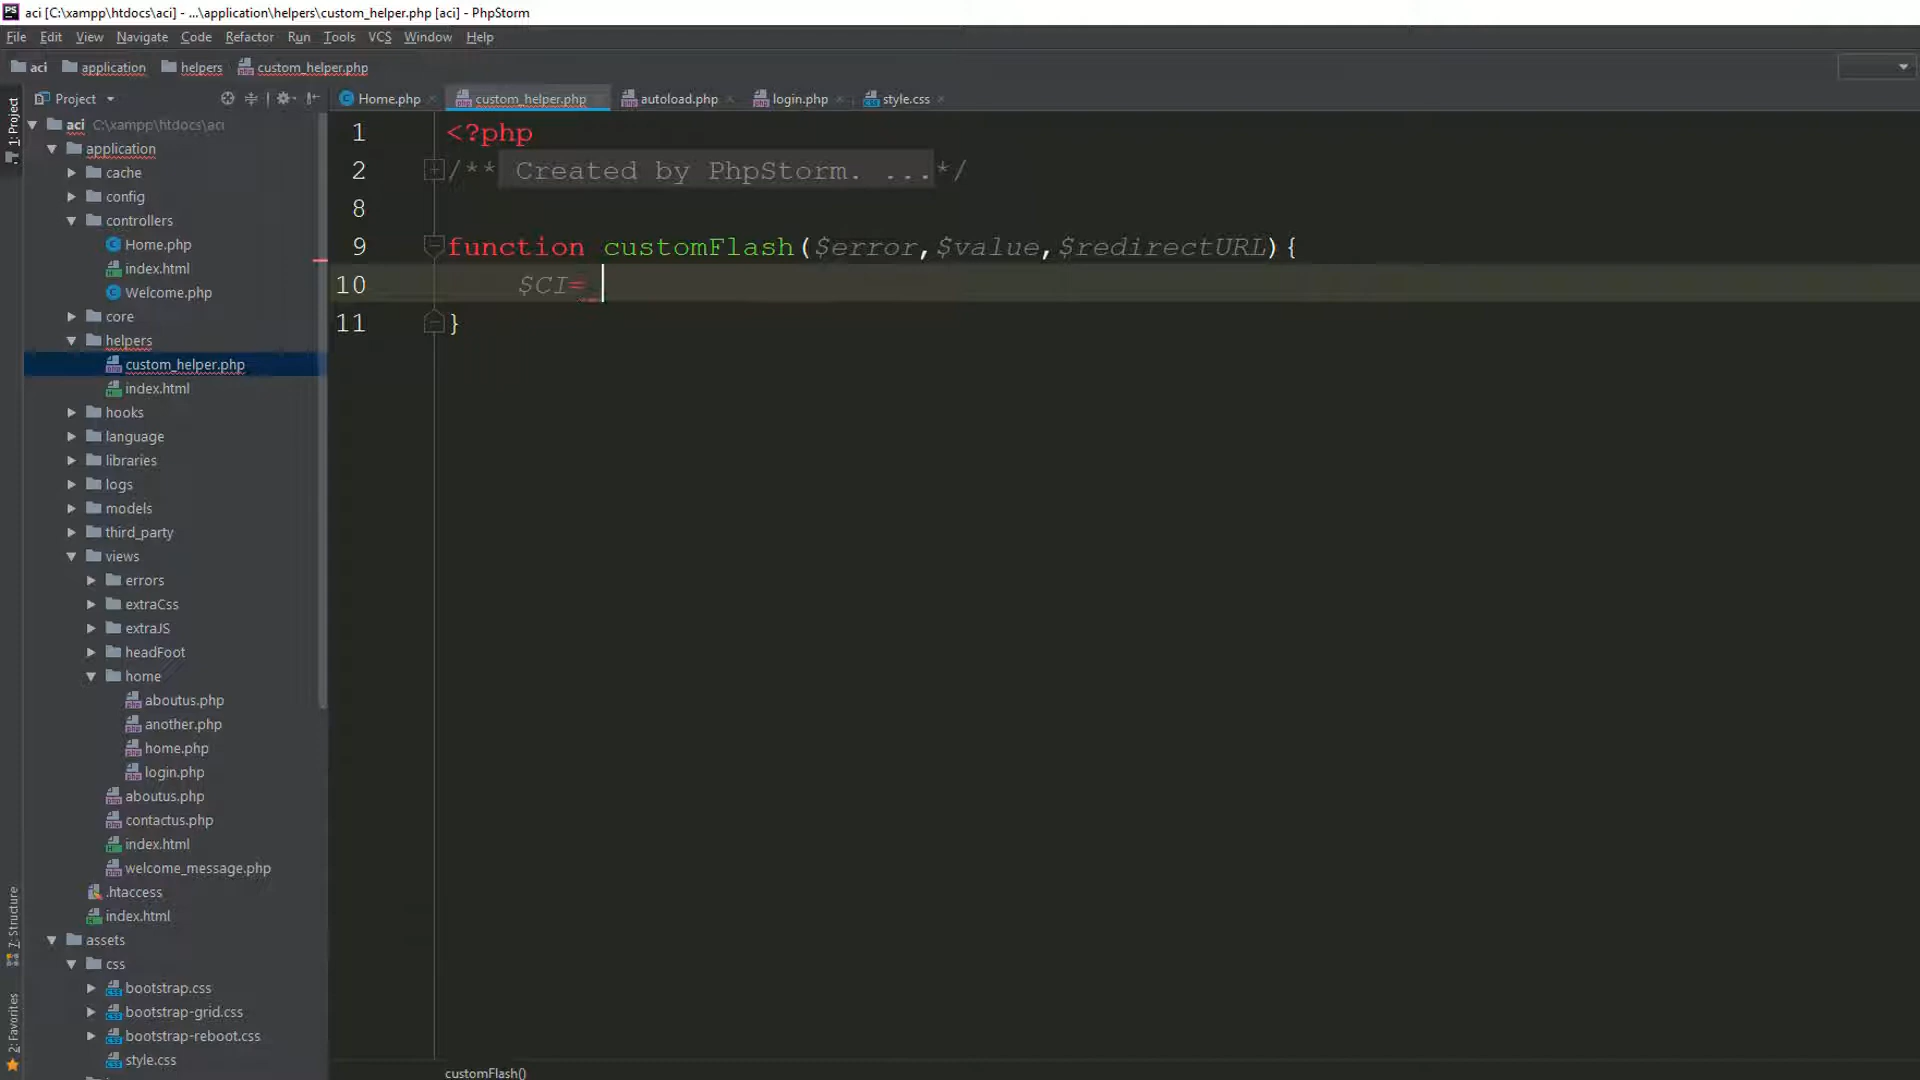 PS aci [C:\xampp\htdocs\aci] - ...\application\helpers\custom_helper.php [aci] - PhpStorm
File Edit View Navigate Code Refactor Run Tools VCS Window Help
aci application helpers custom_helper.php
1: Project
Project
Home.php custom_helper.php autoload.php login.php style.css
aci C:\xampp\htdocs\aci
application
cache
config
controllers
Home.php
index.html
Welcome.php
core
helpers
custom_helper.php
index.html
hooks
language
libraries
logs
models
third_party
views
errors
extraCss
extraJS
headFoot
home
aboutus.php
another.php
home.php
login.php
aboutus.php
contactus.php
index.html
welcome_message.php
.htaccess
index.html
assets
css
bootstrap.css
bootstrap-grid.css
bootstrap-reboot.css
style.css
7: Structure
2: Favorites
1 <?php
2 /** Created by PhpStorm. ...*/
8
9 function customFlash($error,$value,$redirectURL){
10 $CI=
11 }
customFlash()